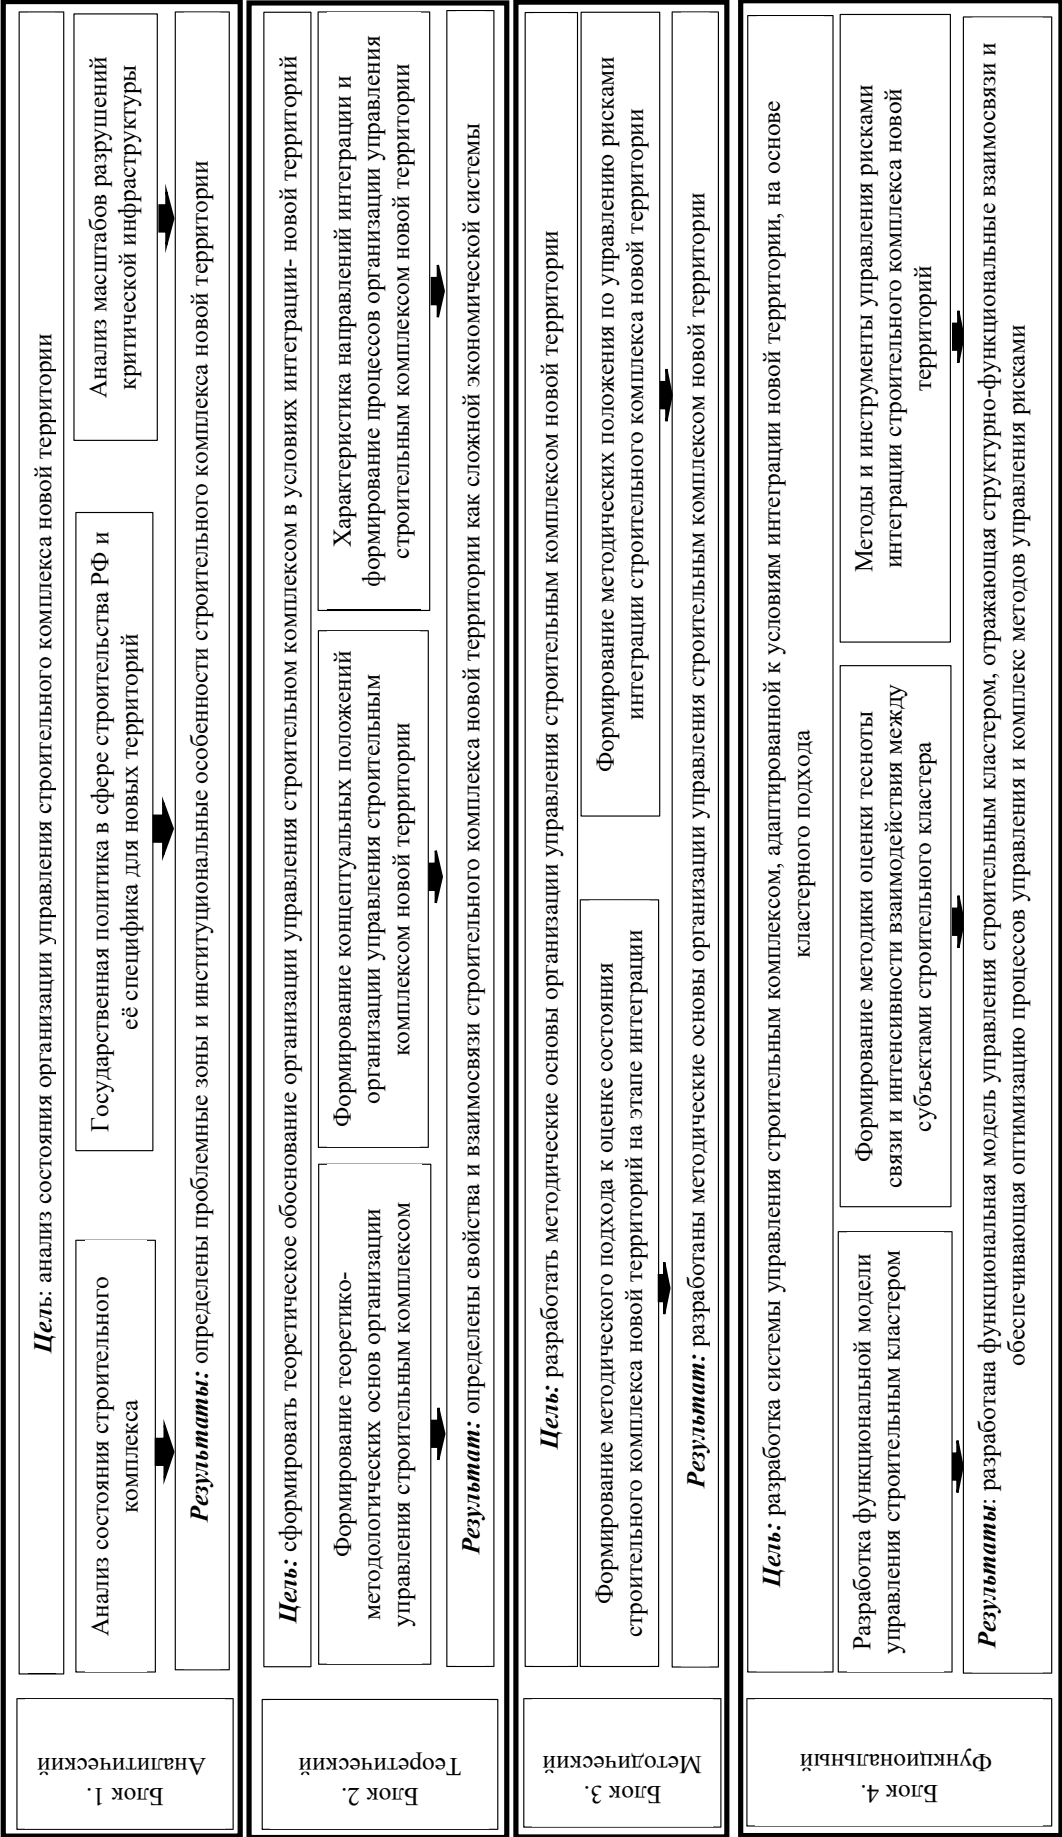 Блок 1.
Аналитический
Цель: анализ состояния организации управления строительного комплекса новой территории
Анализ состояния строительного
комплекса
Государственная политика в сфере строительства РФ и
её специфика для новых территорий
Анализ масштабов разрушений
критической инфраструктуры
Результаты: определены проблемные зоны и институциональные особенности строительного комплекса новой территории
Блок 2.
Теоретический
Цель: сформировать теоретическое обоснование организации управления строительном комплексом в условиях интеграции- новой территорий
Формирование теоретико-
методологических основ организации
управления строительным комплексом
Формирование концептуальных положений
организации управления строительным
комплексом новой территории
Характеристика направлений интеграции и
формирование процессов организации управления
строительным комплексом новой территории
Результат: определены свойства и взаимосвязи строительного комплекса новой территории как сложной экономической системы
Блок 3.
Методический
Цель: разработать методические основы организации управления строительным комплексом новой территории
Формирование методического подхода к оценке состояния
строительного комплекса новой территорий на этапе интеграции
Формирование методических положения по управлению рисками
интеграции строительного комплекса новой территории
Результат: разработаны методические основы организации управления строительным комплексом новой территории
Блок 4.
Функциональный
Цель: разработка системы управления строительным комплексом, адаптированной к условиям интеграции новой территории, на основе
кластерного подхода
Разработка функциональной модели
управления строительным кластером
Формирование методики оценки тесноты
связи и интенсивности взаимодействия между
субъектами строительного кластера
Методы и инструменты управления рисками
интеграции строительного комплекса новой
территорий
Результаты: разработана функциональная модель управления строительным кластером, отражающая структурно-функциональные взаимосвязи и
обеспечивающая оптимизацию процессов управления и комплекс методов управления рисками